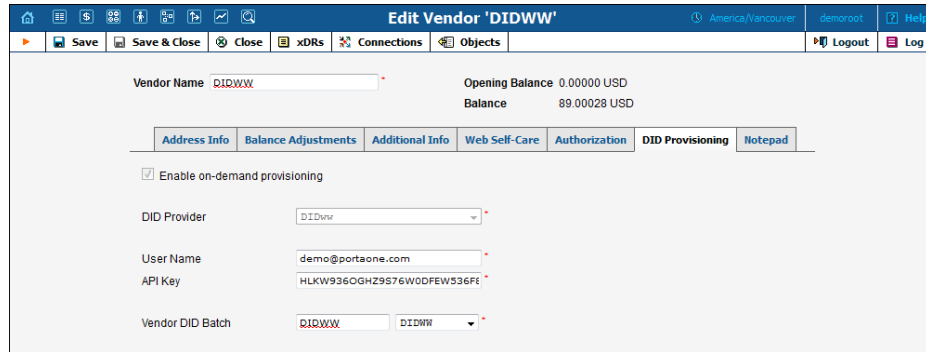 Edit Vendor 'DIDWW'
America/Vancouver
demoroot
Help
Save
Save & Close
Close
xDRs
Connections
Objects
Logout
Log
Vendor Name DIDWW *
Opening Balance 0.00000 USD
Balance 89.00028 USD
Address Info Balance Adjustments Additional Info Web Self-Care Authorization DID Provisioning Notepad
Enable on-demand provisioning
DID Provider DIDww *
User Name demo@portaone.com *
API Key HLKW936OGHZ9S76W0DFEW536F8 *
Vendor DID Batch DIDWW DIDWW *